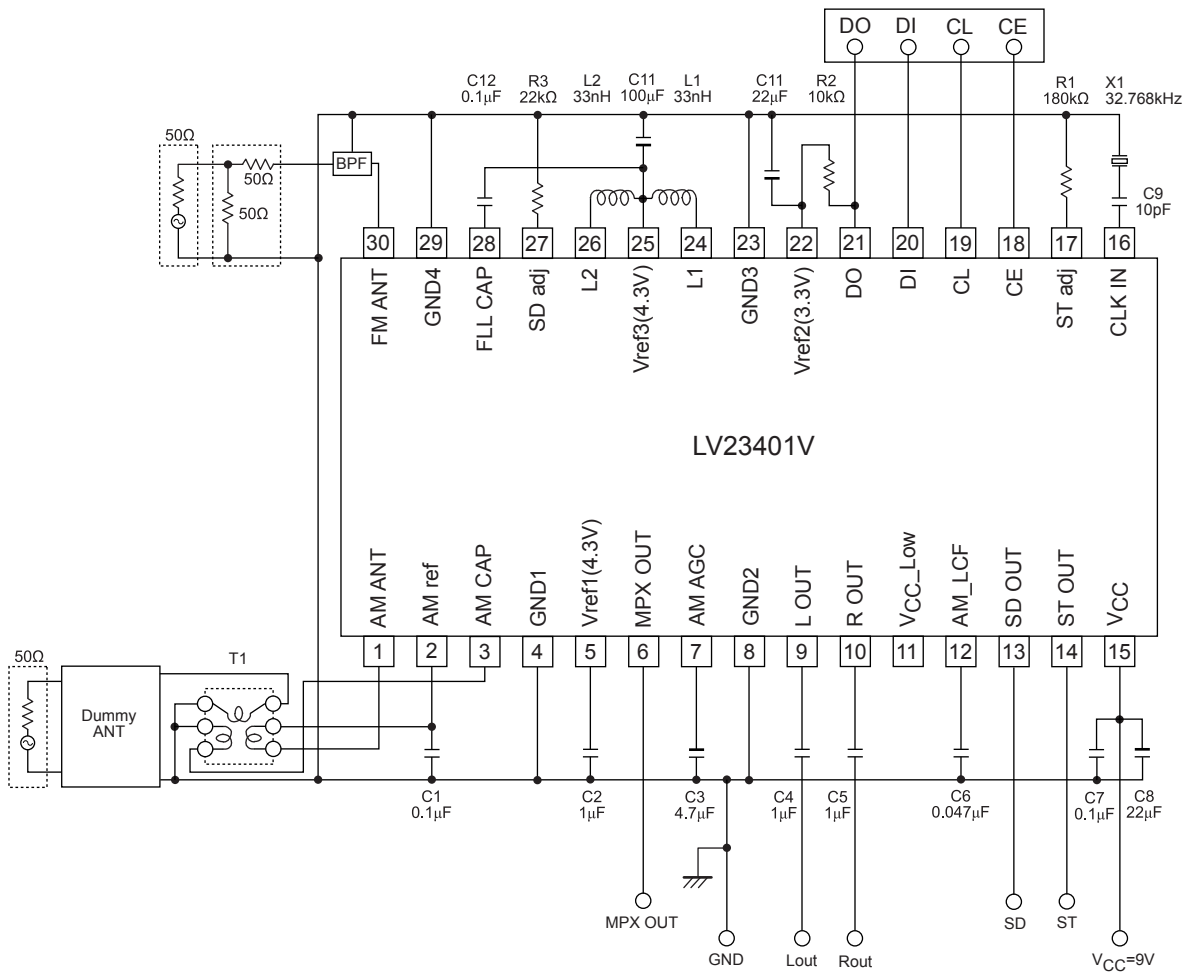 DO DI CL CE
C12 R3 L2 C11 L1 C11 R2 R1 X1
0.1µF 22kΩ 33nH 100µF 33nH 22µF 10kΩ 180kΩ 32.768kHz
50Ω
BPF
50Ω
50Ω
C9
10pF
30 29 28 27 26 25 24 23 22 21 20 19 18 17 16
FM ANT
GND4
FLL CAP
SD adj
L2
Vref3(4.3V)
L1
GND3
Vref2(3.3V)
DO
DI
CL
CE
ST adj
CLK IN
LV23401V
AM ANT
AM ref
AM CAP
GND1
Vref1(4.3V)
MPX OUT
AM AGC
GND2
L OUT
R OUT
VCC_Low
AM_LCF
SD OUT
ST OUT
VCC
1 2 3 4 5 6 7 8 9 10 11 12 13 14 15
50Ω
T1
Dummy
ANT
C1 C2 C3 C4 C5 C6 C7 C8
0.1µF 1µF 4.7µF 1µF 1µF 0.047µF 0.1µF 22µF
MPX OUT
SD
ST
GND
Lout
Rout
VCC=9V